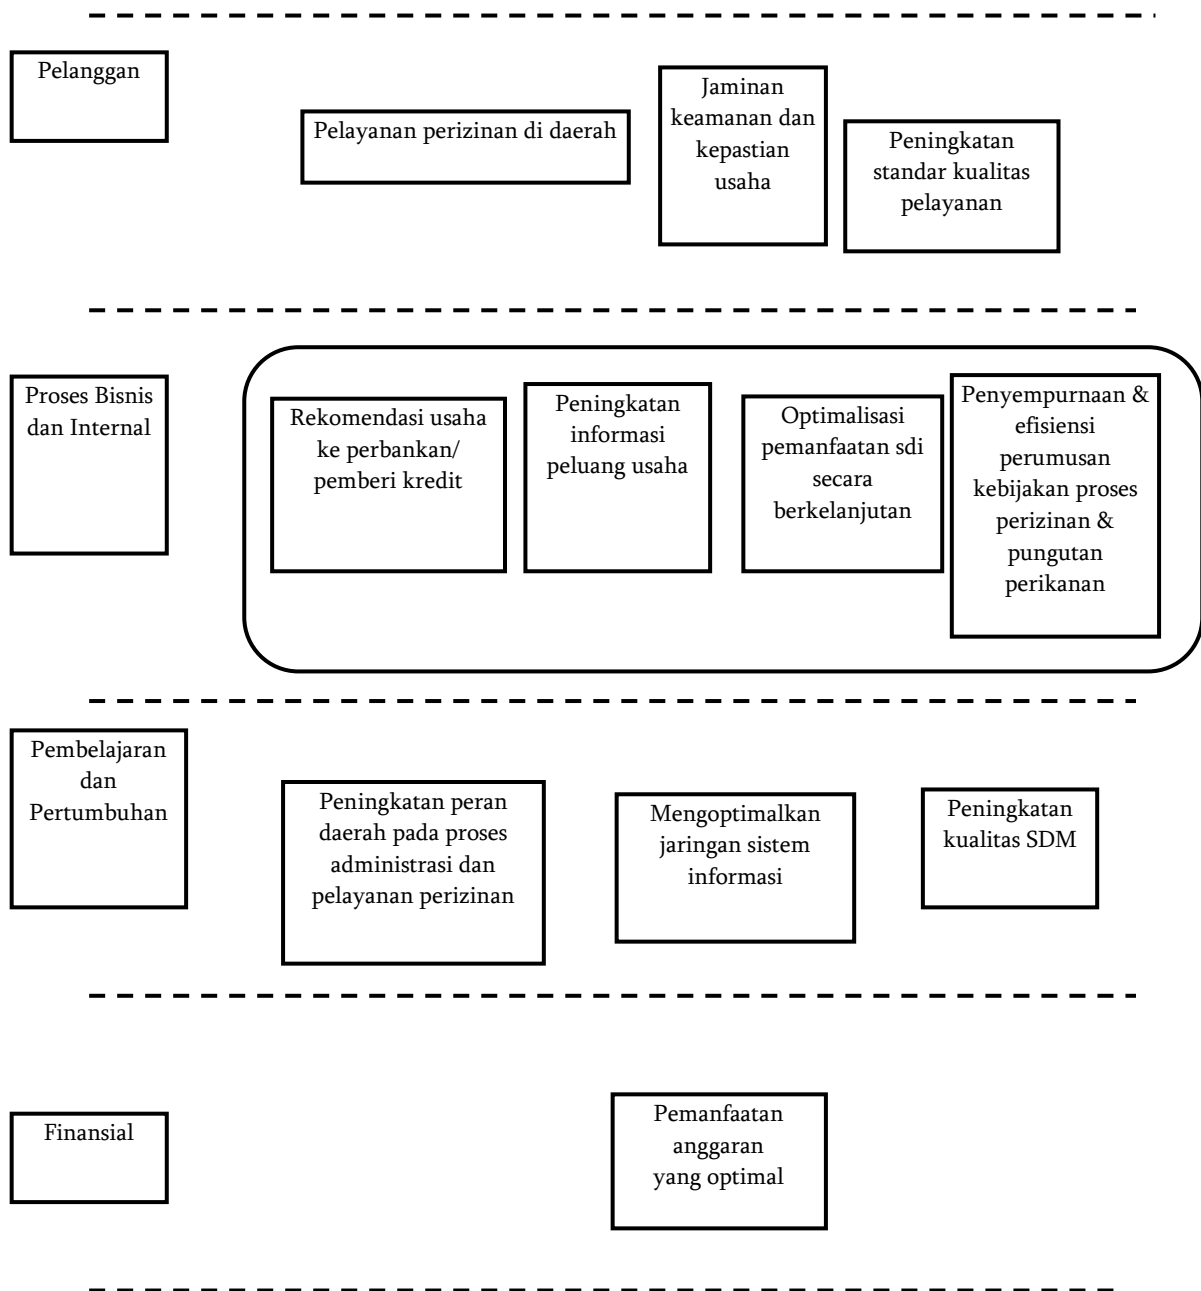 Pelanggan
Pelayanan perizinan di daerah
Jaminan
keamanan dan
kepastian
usaha
Peningkatan
standar kualitas
pelayanan
Proses Bisnis
dan Internal
Rekomendasi usaha
ke perbankan/
pemberi kredit
Peningkatan
informasi
peluang usaha
Optimalisasi
pemanfaatan sdi
secara
berkelanjutan
Penyempurnaan &
efisiensi
perumusan
kebijakan proses
perizinan &
pungutan
perikanan
Pembelajaran
dan
Pertumbuhan
Peningkatan peran
daerah pada proses
administrasi dan
pelayanan perizinan
Mengoptimalkan
jaringan sistem
informasi
Peningkatan
kualitas SDM
Finansial
Pemanfaatan
anggaran
yang optimal